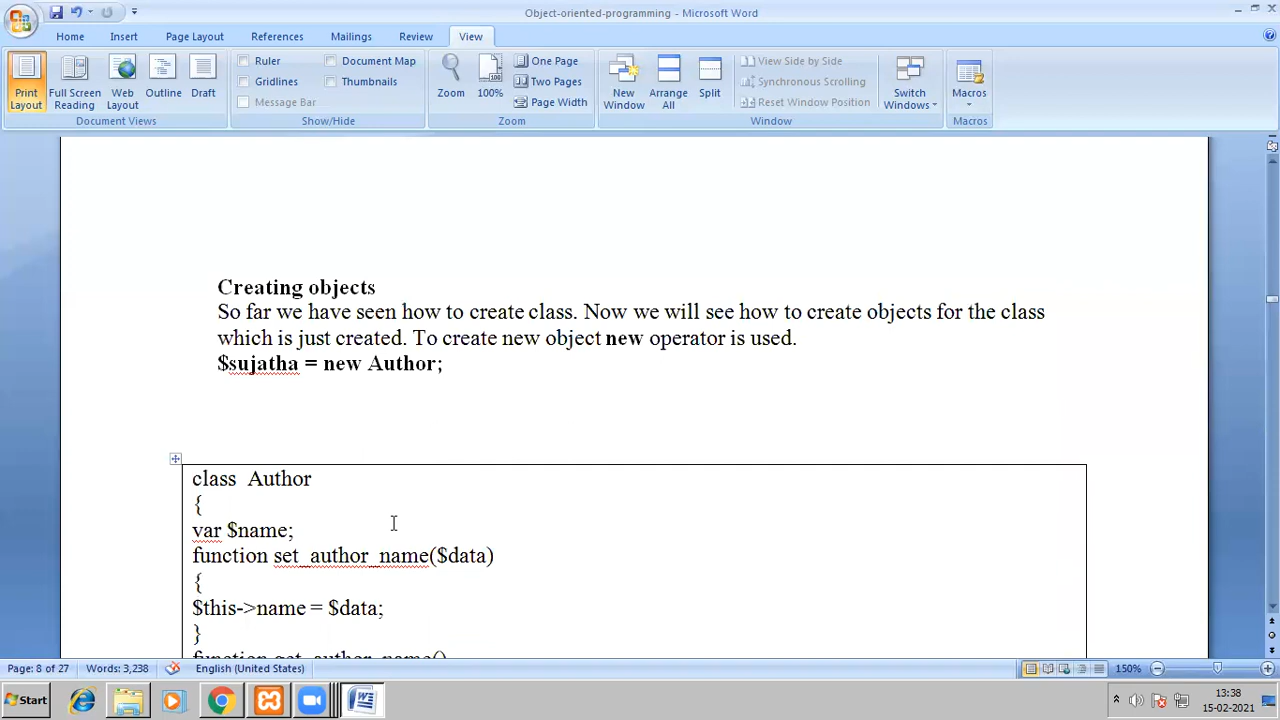 Object-oriented-programming - Microsoft Word
Home Insert Page Layout References Mailings Review View
Print Layout
Full Screen Reading
Web Layout
Outline
Draft
Document Views
Ruler
Gridlines
Message Bar
Document Map
Thumbnails
Show/Hide
Zoom
100%
One Page
Two Pages
Page Width
Zoom
New Window
Arrange All
Split
View Side by Side
Synchronous Scrolling
Reset Window Position
Window
Switch Windows
Macros
Macros
Creating objects
So far we have seen how to create class. Now we will see how to create objects for the class
which is just created. To create new object new operator is used.
$sujatha = new Author;
class  Author
{
var $name;
function set_author_name($data)
{
$this->name = $data;
}
function get_author_name()
Page: 8 of 27 Words: 3,238 English (United States) 150%
Start 13:38
15-02-2021